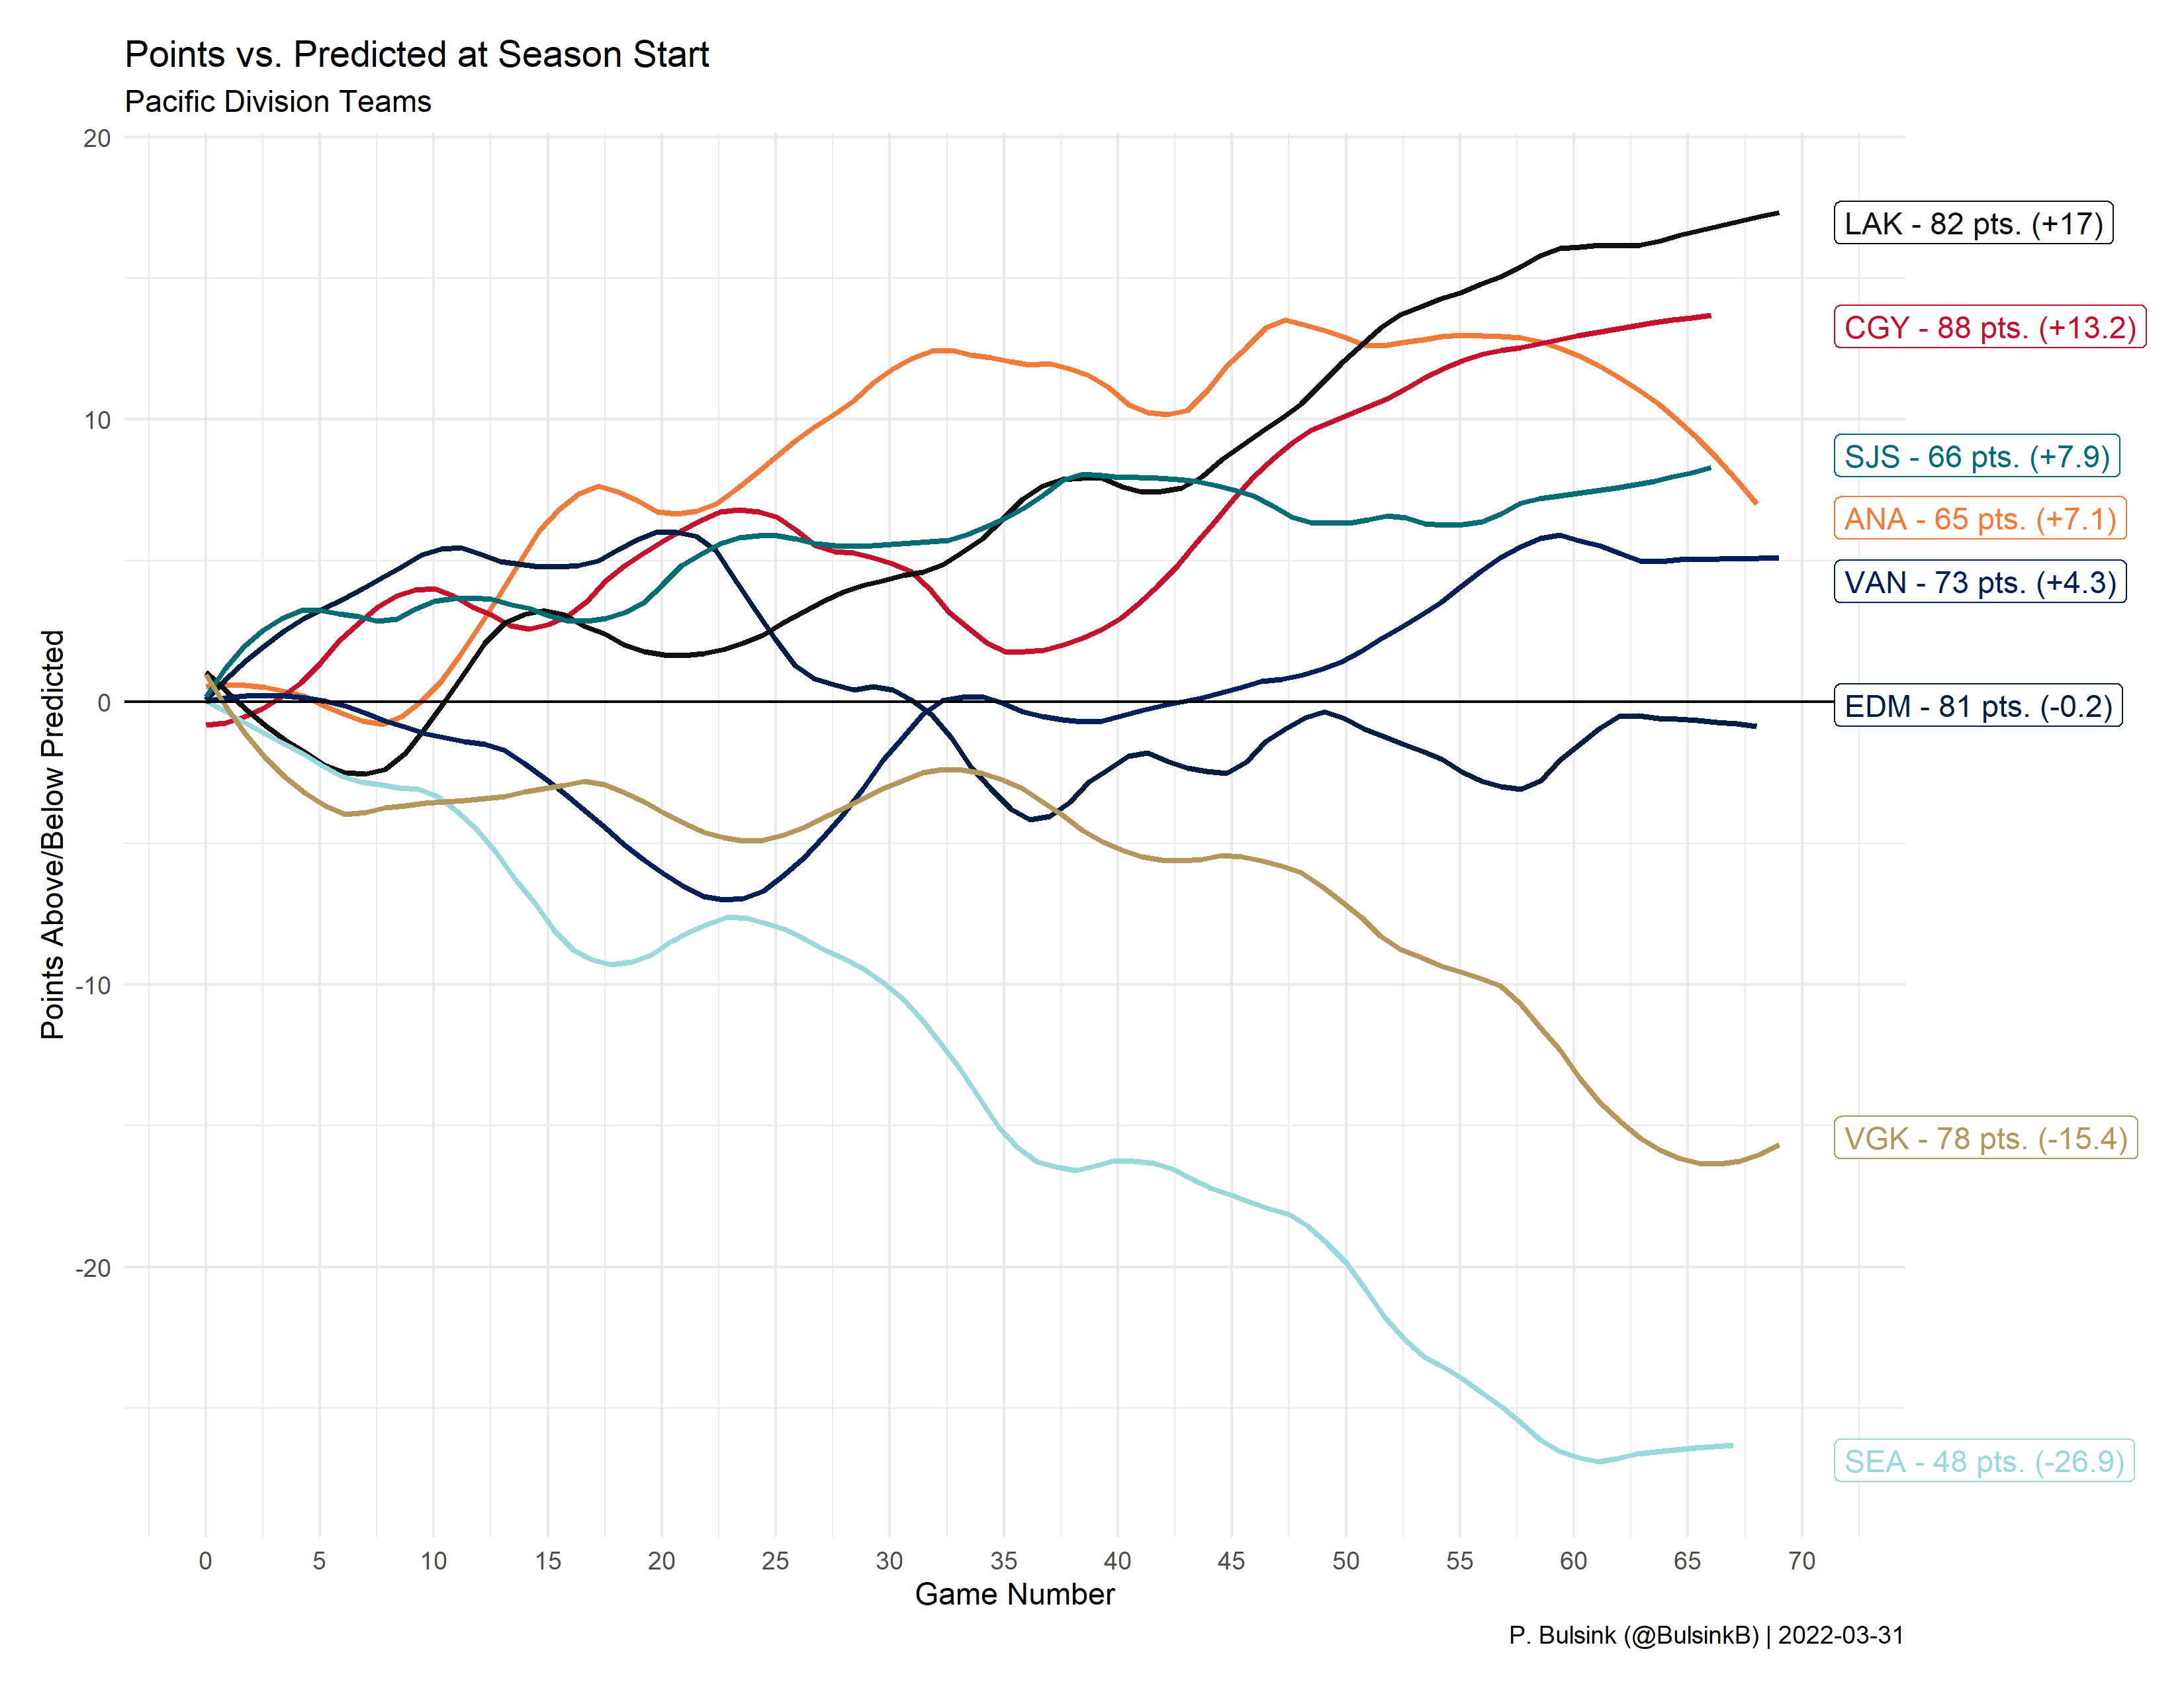 Points vs. Predicted at Season Start
Pacific Division Teams
Points Above/Below Predicted
20
10
0
-10
-20
LAK - 82 pts. (+17)
CGY - 88 pts. (+13.2)
SJS - 66 pts. (+7.9)
ANA - 65 pts. (+7.1)
VAN - 73 pts. (+4.3)
EDM - 81 pts. (-0.2)
VGK - 78 pts. (-15.4)
SEA - 48 pts. (-26.9)
0 5 10 15 20 25 30 35 40 45 50 55 60 65 70
Game Number
P. Bulsink (@BulsinkB) | 2022-03-31